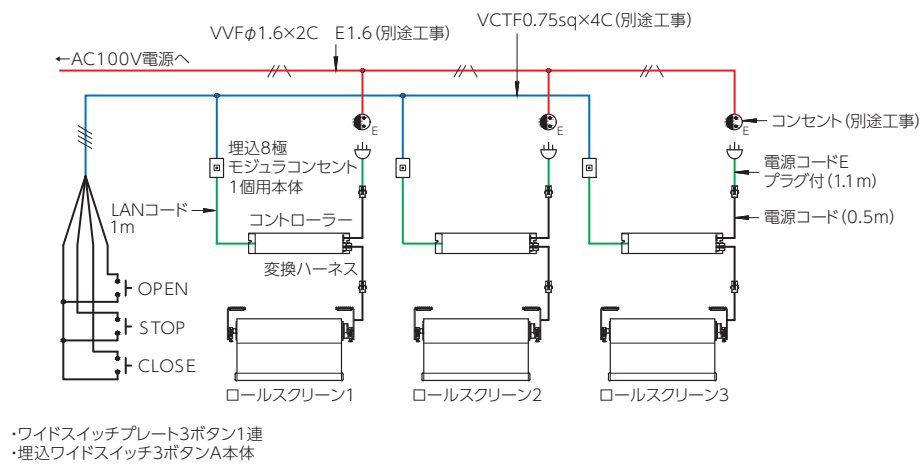 VVFφ1.6×2C　E1.6(別途工事)
VCTF0.75sq×4C(別途工事)
←AC100V電源へ
E
E
E
コンセント(別途工事)
埋込8極
モジュラコンセント
1個用本体
電源コードE
プラグ付(1.1m)
LANコード
1m
コントローラー
電源コード(0.5m)
変換ハーネス
OPEN
STOP
CLOSE
ロールスクリーン1
ロールスクリーン2
ロールスクリーン3
・ワイドスイッチプレート3ボタン1連
・埋込ワイドスイッチ3ボタンA本体